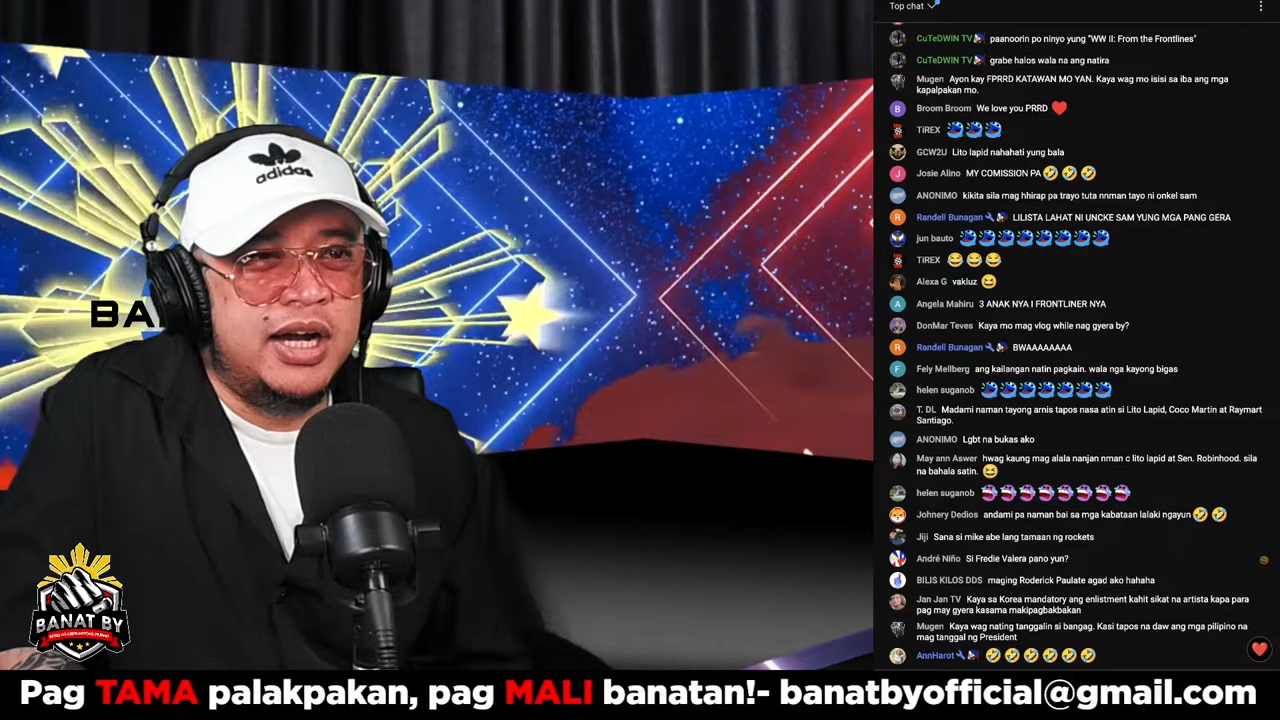 Top chat
CuTeDWIN TV paanoorin po ninyo yung "WW II: From the Frontlines"
CuTeDWIN TV grabe halos wala na ang natira
Mugen Ayon kay FPRRD KATAWAN MO YAN. Kaya wag mo isisi sa iba ang mga
kapalpakan mo.
B Broom Broom We love you PRRD
TiREX
GCW2U Lito lapid nahahati yung bala
J Josie Alino MY COMISSION PA
ANONIMO kikita sila mag hhirap pa trayo tuta nnman tayo ni onkel sam
R Randell Bunagan LILISTA LAHAT NI UNCKE SAM YUNG MGA PANG GERA
jun bauto
TiREX
Alexa G vakluz
A Angela Mahiru 3 ANAK NYA I FRONTLINER NYA
DonMar Teves Kaya mo mag vlog while nag gyera by?
R Randell Bunagan BWAAAAAAA
F Fely Mellberg ang kailangan natin pagkain. wala nga kayong bigas
helen suganob
T. DL Madami naman tayong arnis tapos nasa atin si Lito Lapid, Coco Martin at Raymart
Santiago.
ANONIMO Lgbt na bukas ako
May ann Aswer hwag kaung mag alala nanjan nman c lito lapid at Sen. Robinhood. sila
na bahala satin.
helen suganob
Johnery Dedios andami pa naman bai sa mga kabataan lalaki ngayun
Jiji Sana si mike abe lang tamaan ng rockets
André Niño Si Fredie Valera pano yun?
BILIS KILOS DDS maging Roderick Paulate agad ako hahaha
Jan Jan TV Kaya sa Korea mandatory ang enlistment kahit sikat na artista kapa para
pag may gyera kasama makipagbakbakan
Mugen Kaya wag nating tanggalin si bangag. Kasi tapos na daw ang mga pilipino na
mag tanggal ng President
AnnHarot
adidas
BA
BANAT BY
Pag TAMA palakpakan, pag MALI banatan!- banatbyofficial@gmail.com